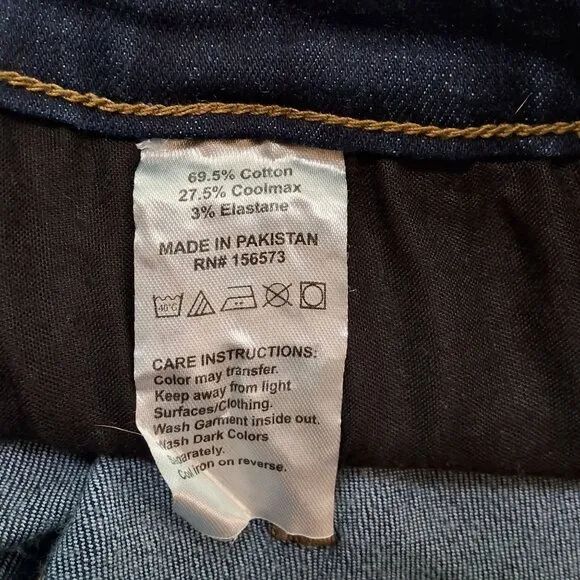 69.5% Cotton
27.5% Coolmax
3% Elastane
MADE IN PAKISTAN
RN# 156573
40°C
CARE INSTRUCTIONS:
Color may transfer.
Keep away from light
Surfaces/Clothing.
Wash Garment inside out.
Wash Dark Colors
iron on reverse.